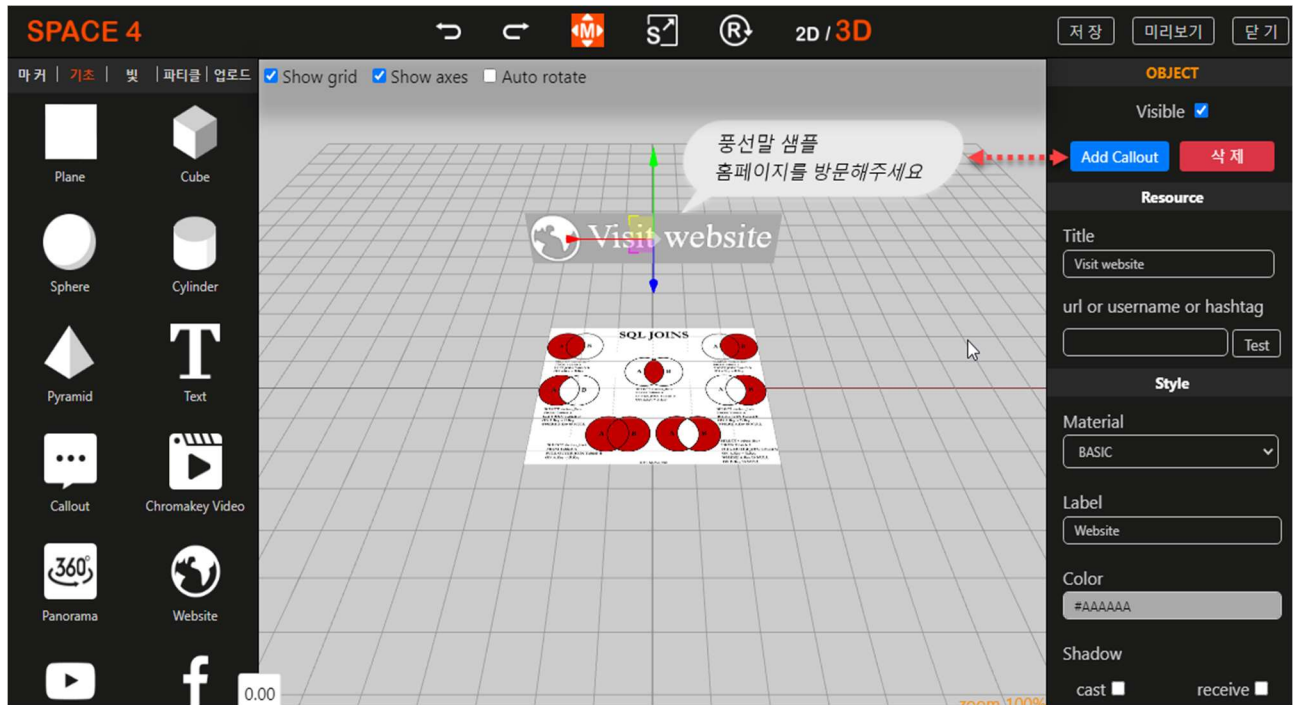 SPACE 4
M
S
R
2D / 3D
저 장
미리보기
닫 기
마 커 | 기초 | 빛 | 파티클 | 업로드
Show grid
Show axes
Auto rotate
OBJECT
Visible
Add Callout
삭 제
Resource
Title
Visit website
url or username or hashtag
Test
Style
Material
BASIC
Label
Website
Color
#AAAAAA
Shadow
cast
receive
Plane
Cube
Sphere
Cylinder
Pyramid
T
Text
Callout
Chromakey Video
360
Panorama
Website
f
0.00
풍선말 샘플
홈페이지를 방문해주세요
Visit website
SQL JOINS
zoom 100%